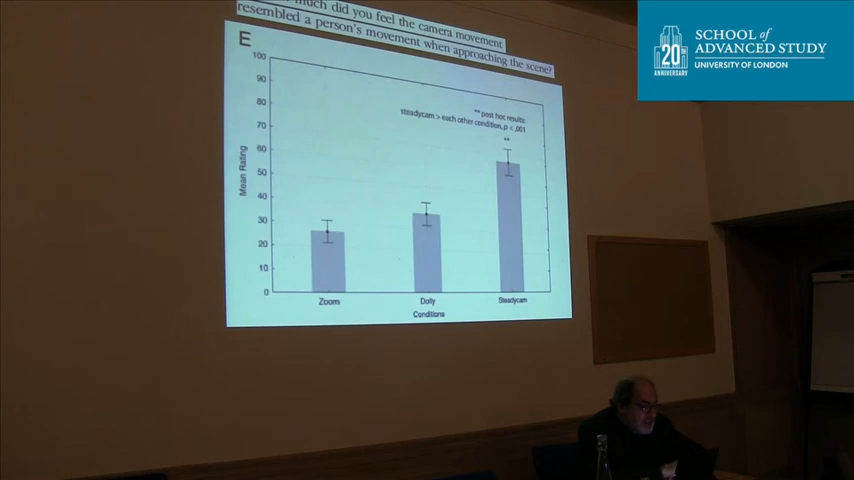 much did you feel the camera movement
resembled a person's movement when approaching the scene?
E
100
90
80
70
60
50
40
30
20
10
0
Mean Rating
** post hoc results:
steadycam > each other condition, p < ,001
**
Zoom
Dolly
Steadycam
Conditions
20TH
ANNIVERSARY
SCHOOL of
ADVANCED STUDY
UNIVERSITY OF LONDON